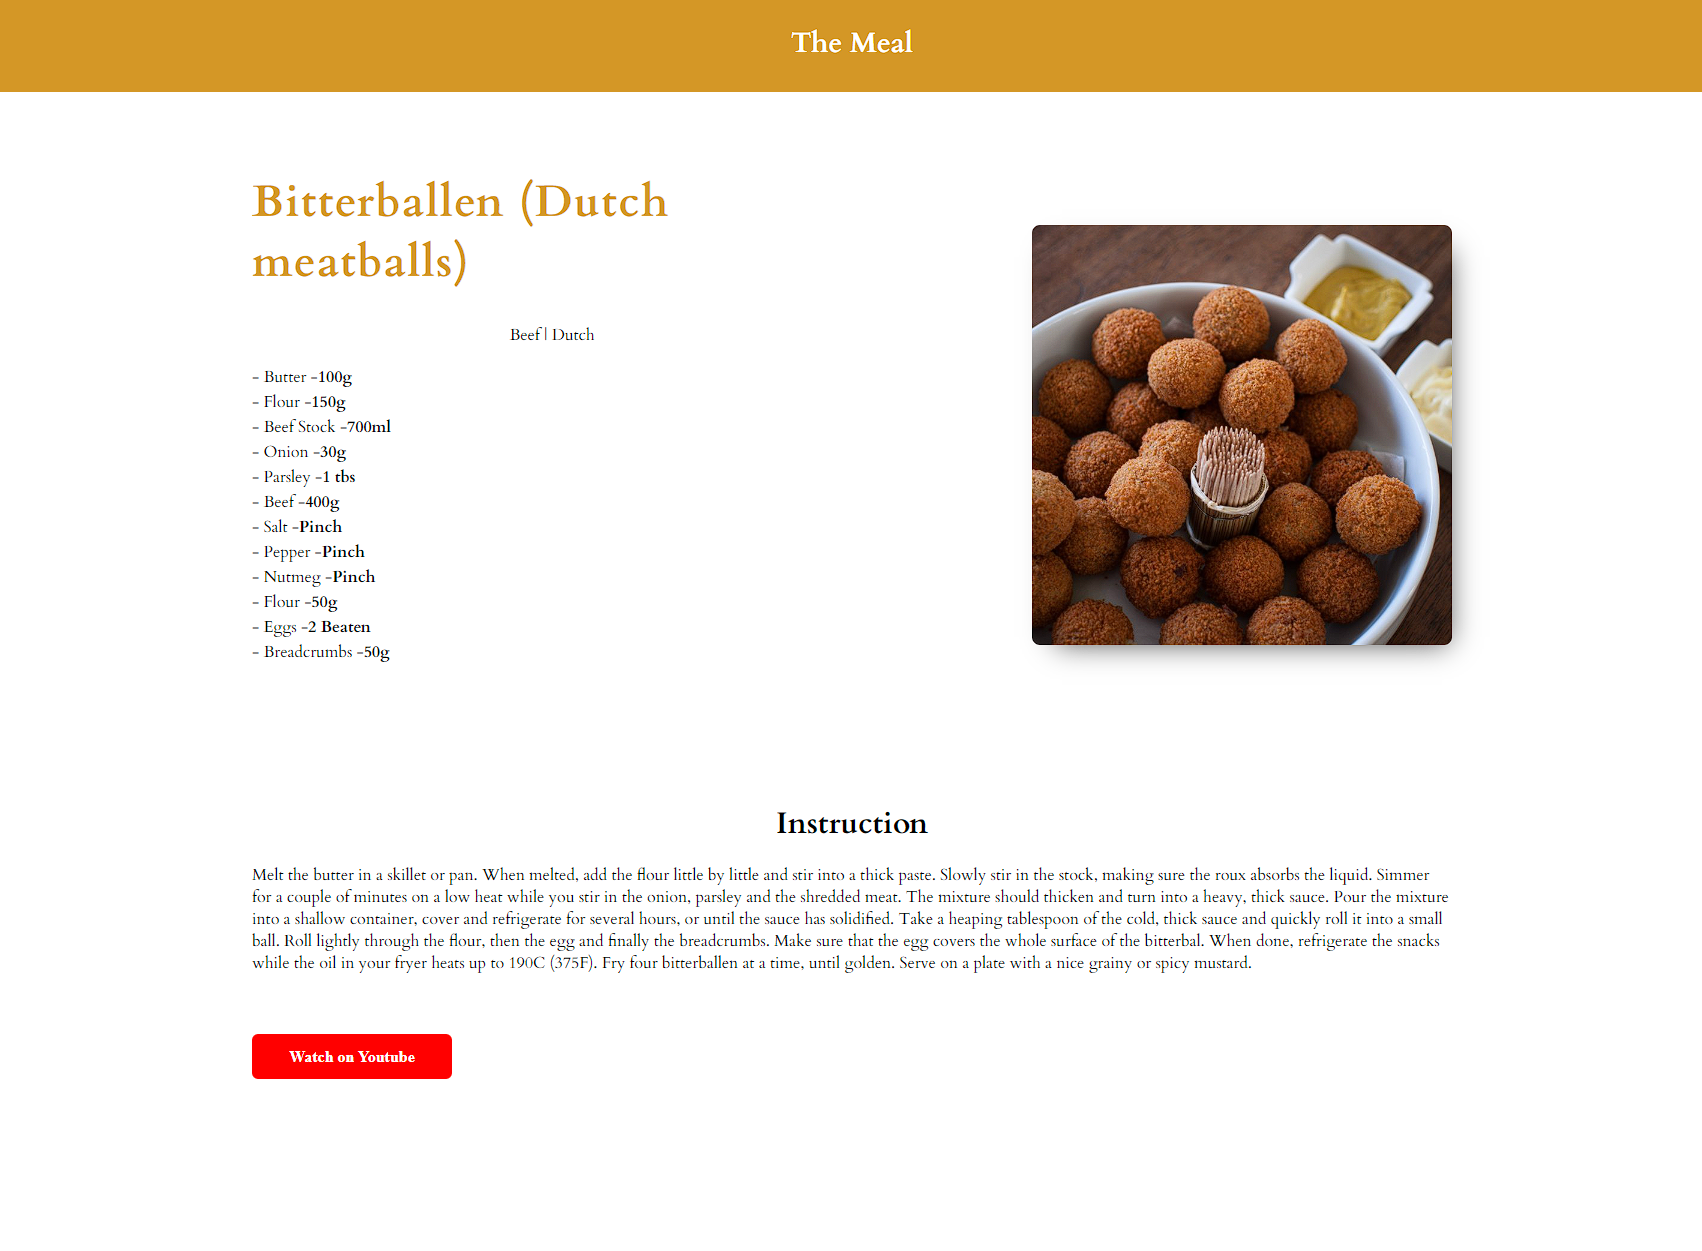 The Meal
Bitterballen (Dutch
meatballs)
Beef | Dutch
- Butter -100g
- Flour -150g
- Beef Stock -700ml
- Onion -30g
- Parsley -1 tbs
- Beef -400g
- Salt -Pinch
- Pepper -Pinch
- Nutmeg -Pinch
- Flour -50g
- Eggs -2 Beaten
- Breadcrumbs -50g
Instruction
Melt the butter in a skillet or pan. When melted, add the flour little by little and stir into a thick paste. Slowly stir in the stock, making sure the roux absorbs the liquid. Simmer
for a couple of minutes on a low heat while you stir in the onion, parsley and the shredded meat. The mixture should thicken and turn into a heavy, thick sauce. Pour the mixture
into a shallow container, cover and refrigerate for several hours, or until the sauce has solidified. Take a heaping tablespoon of the cold, thick sauce and quickly roll it into a small
ball. Roll lightly through the flour, then the egg and finally the breadcrumbs. Make sure that the egg covers the whole surface of the bitterbal. When done, refrigerate the snacks
while the oil in your fryer heats up to 190C (375F). Fry four bitterballen at a time, until golden. Serve on a plate with a nice grainy or spicy mustard.
Watch on Youtube